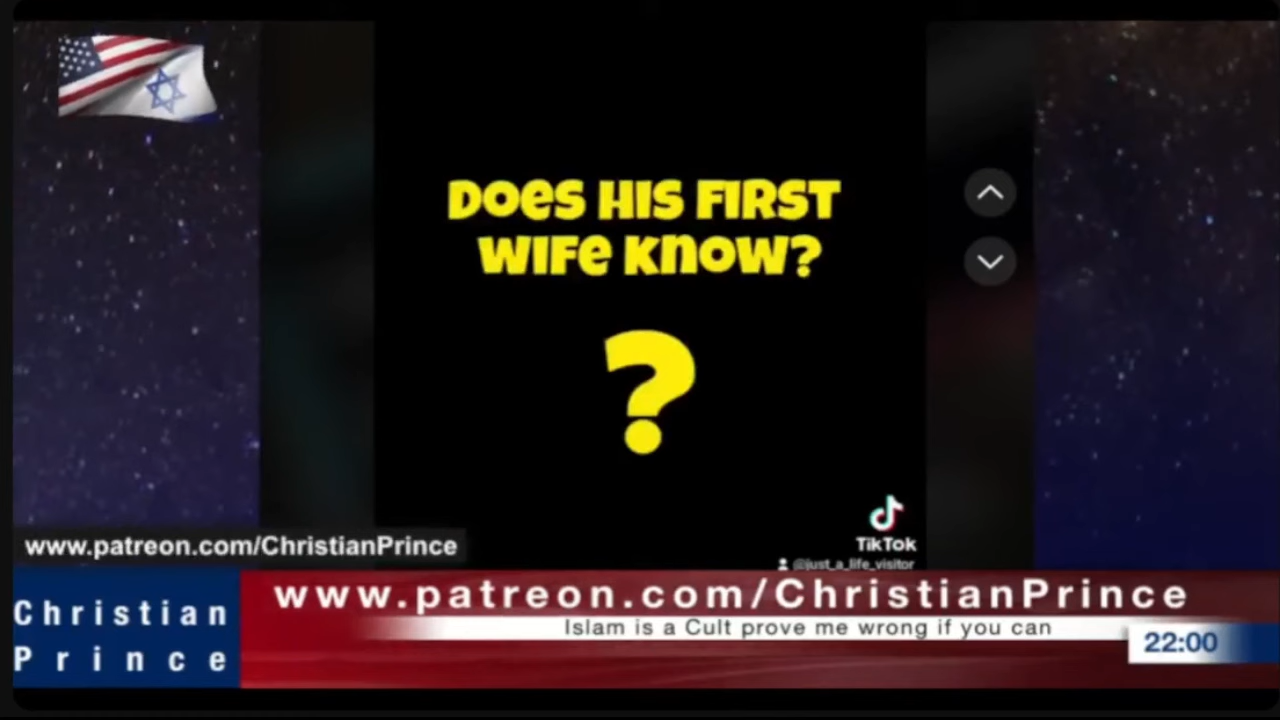 DOES HIS FIRST
WIFE KNOW?
?
TikTok
@just_a_life_visitor
www.patreon.com/ChristianPrince
www.patreon.com/ChristianPrince
Christian
Prince
Islam is a Cult prove me wrong if you can
22:00